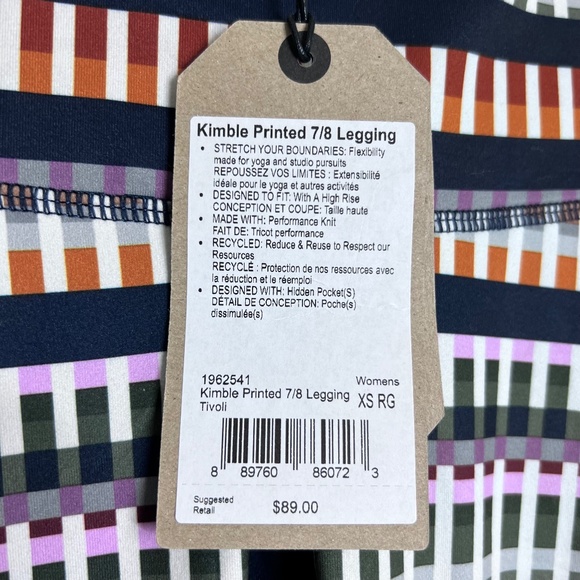 Kimble Printed 7/8 Legging
• STRETCH YOUR BOUNDARIES: Flexibility
made for yoga and studio pursuits
REPOUSSEZ VOS LIMITES : Extensibilité
idéale pour le yoga et autres activités
• DESIGNED TO FIT: With A High Rise
CONCEPTION ET COUPE: Taille haute
• MADE WITH: Performance Knit
FAIT DE: Tricot performance
• RECYCLED: Reduce & Reuse to Respect our
Resources
RECYCLÉ : Protection de nos ressources avec
la réduction et le réemploi
• DESIGNED WITH: Hidden Pocket(S)
DÉTAIL DE CONCEPTION: Poche(s)
dissimulée(s)
1962541 Womens
Kimble Printed 7/8 Legging XS RG
Tivoli
8 89760 86072 3
Suggested
Retail $89.00